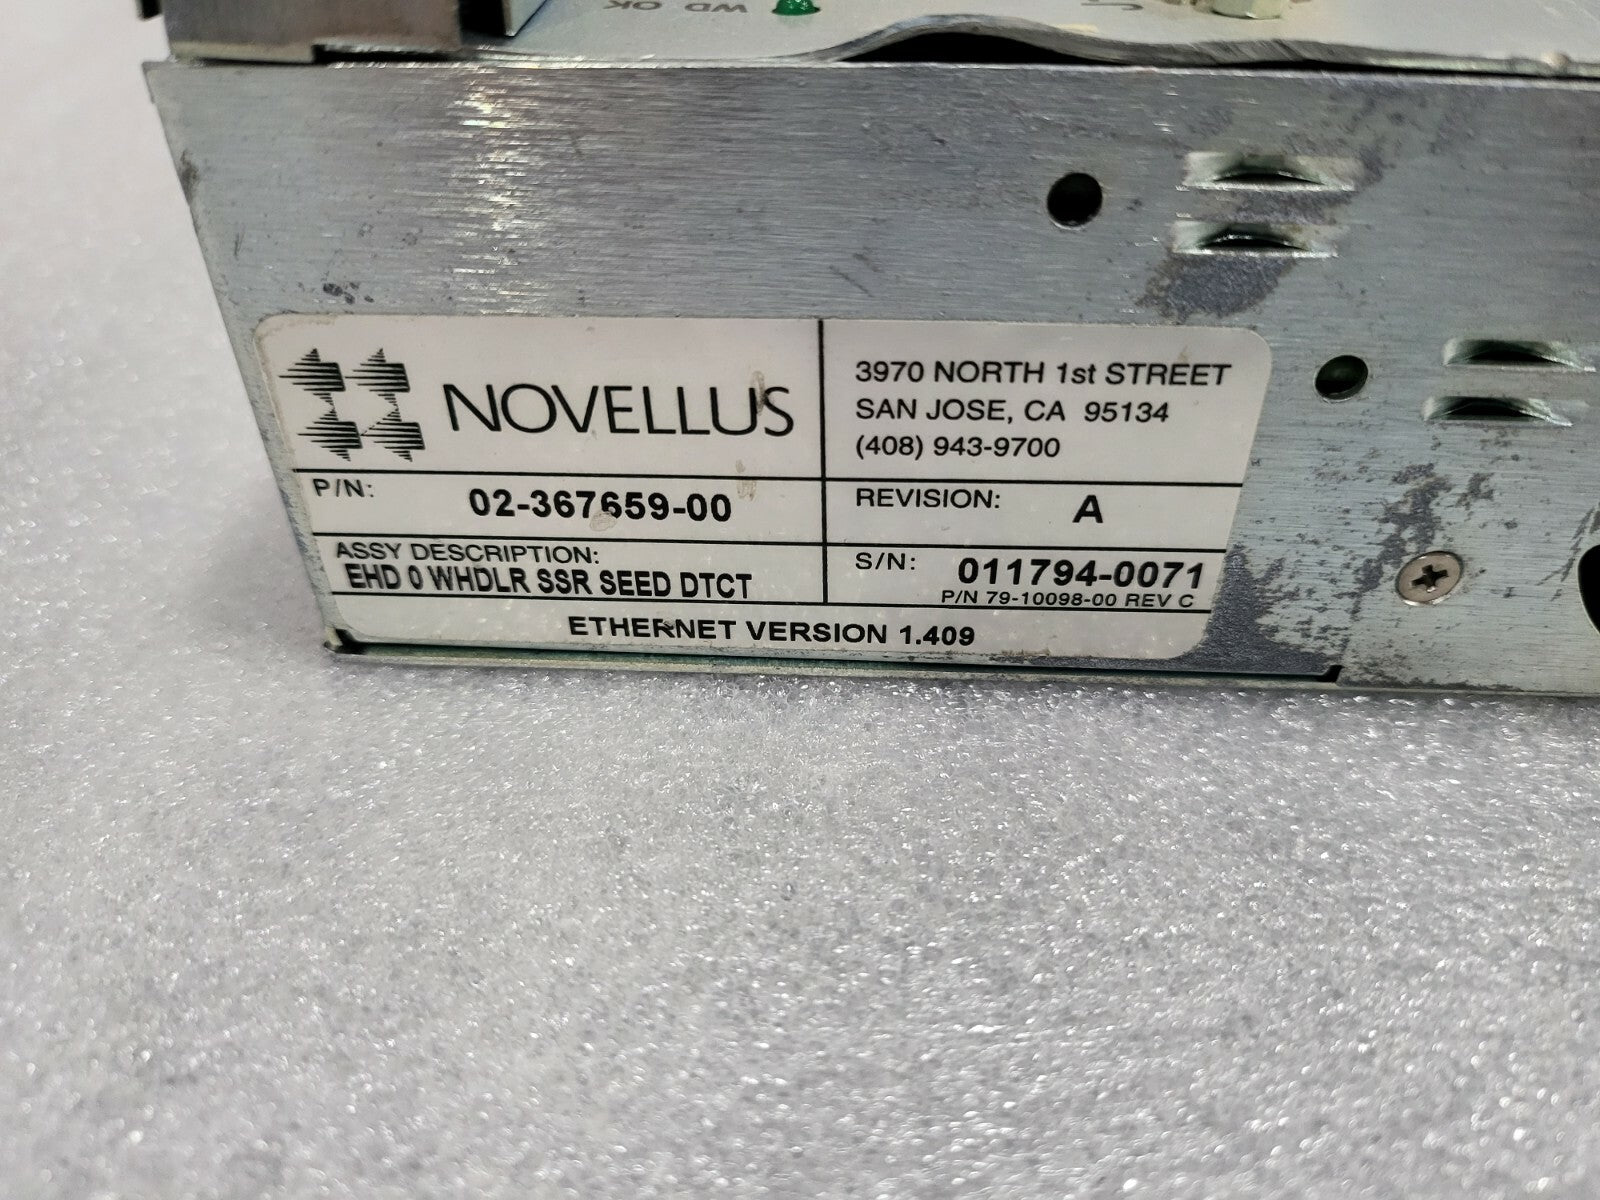 WD OK
NOVELLUS
3970 NORTH 1st STREET
SAN JOSE, CA 95134
(408) 943-9700
P/N: 02-367659-00
REVISION: A
ASSY DESCRIPTION:
EHD 0 WHDLR SSR SEED DTCT
S/N: 011794-0071
P/N 79-10098-00 REV C
ETHERNET VERSION 1.409